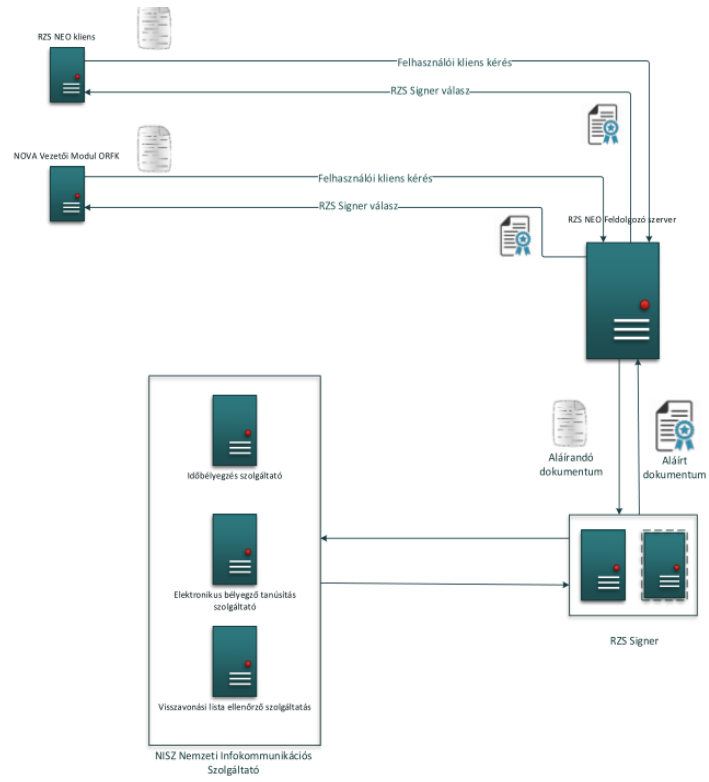 RZS NEO kliens
Felhasználói kliens kérés
RZS Signer válasz
NOVA Vezetői Modul ORFK
Felhasználói kliens kérés
RZS Signer válasz
RZS NEO Feldolgozó szerver
Időbélyegzés szolgáltató
Aláírandó
dokumentum
Aláírt
dokumentum
Elektronikus bélyegző tanúsítás
szolgáltató
RZS Signer
Visszavonási lista ellenőrző szolgáltatás
NISZ Nemzeti Infokommunikációs
Szolgáltató